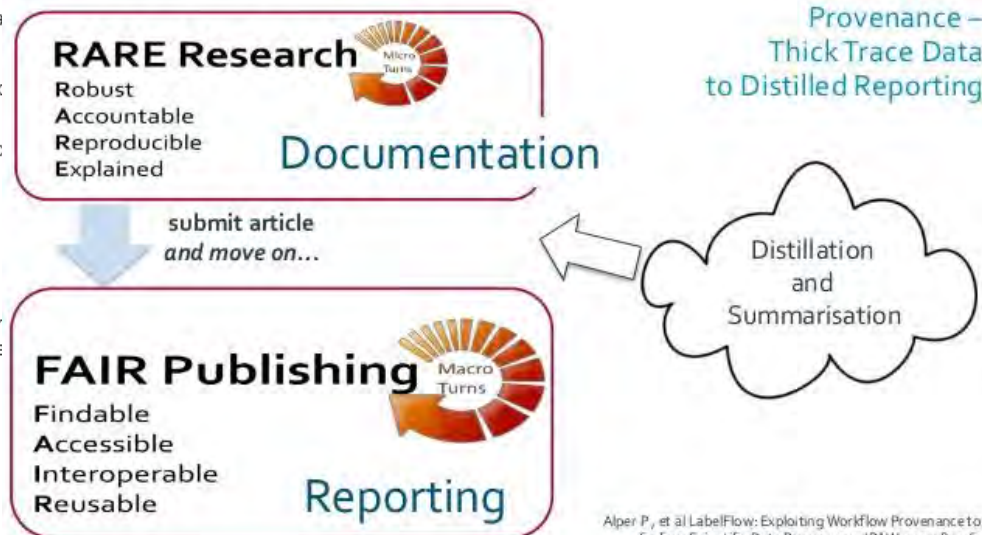 Provenance –
Thick Trace Data
to Distilled Reporting
RARE Research
Micro
Turns
Robust
Accountable
Reproducible
Explained
Documentation
submit article
and move on...
Distillation
and
Summarisation
FAIR Publishing
Macro
Turns
Findable
Accessible
Interoperable
Reusable
Reporting
Alper P, et al LabelFlow: Exploiting Workflow Provenance to